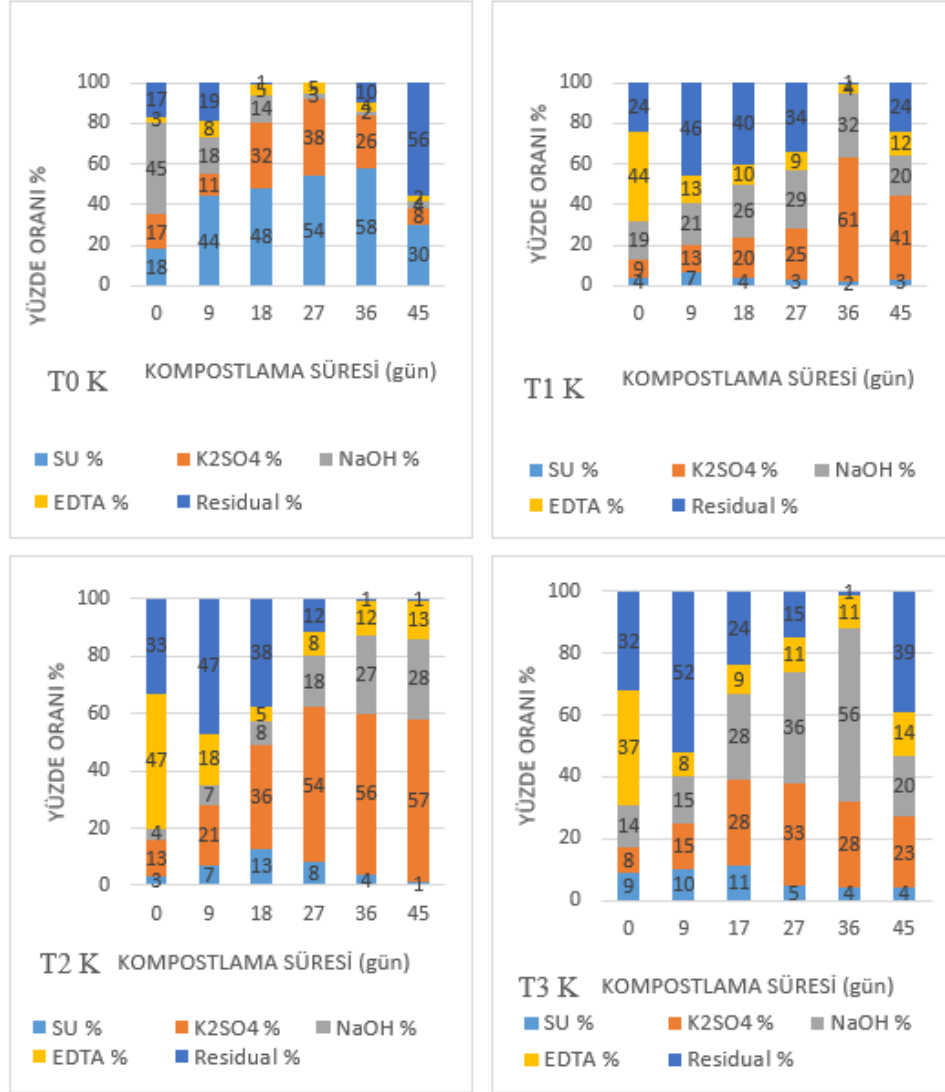 100
80
60
40
20
0
YÜZDE ORANI %
17 19 1 5 10 56
3 8 5 3 4 2
45 18 14 38 2 4
17 11 32 54 26 8
18 44 48 58 30
0 9 18 27 36 45
T0 K KOMPOSTLAMA SÜRESİ (gün)
SU % K2SO4 % NaOH %
EDTA % Residual %
100
80
60
40
20
0
YÜZDE ORANI %
24 46 40 34 1 24
44 13 10 9 4 12
19 21 26 29 32 20
9 13 20 25 61 41
4 7 4 3 2 3
0 9 18 27 36 45
T1 K KOMPOSTLAMA SÜRESİ (gün)
SU % K2SO4 % NaOH %
EDTA % Residual %
100
80
60
40
20
0
YÜZDE ORANI %
33 47 38 12 1 1
47 18 5 8 12 13
4 7 8 18 27 28
13 21 36 54 56 57
3 7 13 8 4 1
0 9 18 27 36 45
T2 K KOMPOSTLAMA SÜRESİ (gün)
SU % K2SO4 % NaOH %
EDTA % Residual %
100
80
60
40
20
0
YÜZDE ORANI %
32 52 24 15 1 39
37 8 9 11 11 14
14 15 28 36 56 20
8 15 28 33 28 23
9 10 11 5 4 4
0 9 17 27 36 45
T3 K KOMPOSTLAMA SÜRESİ (gün)
SU % K2SO4 % NaOH %
EDTA % Residual %